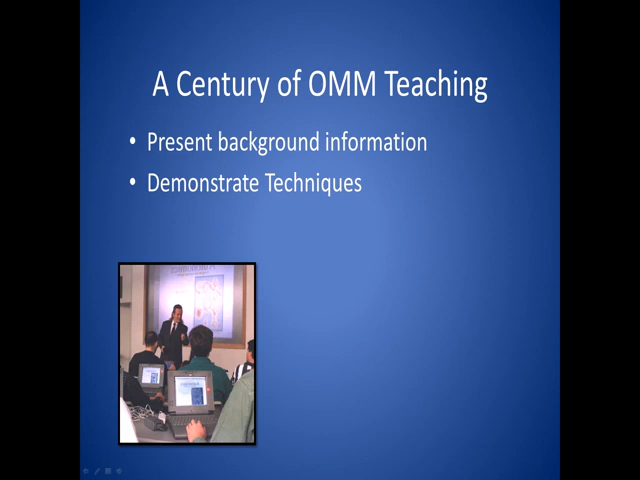 A Century of OMM Teaching
• Present background information
• Demonstrate Techniques